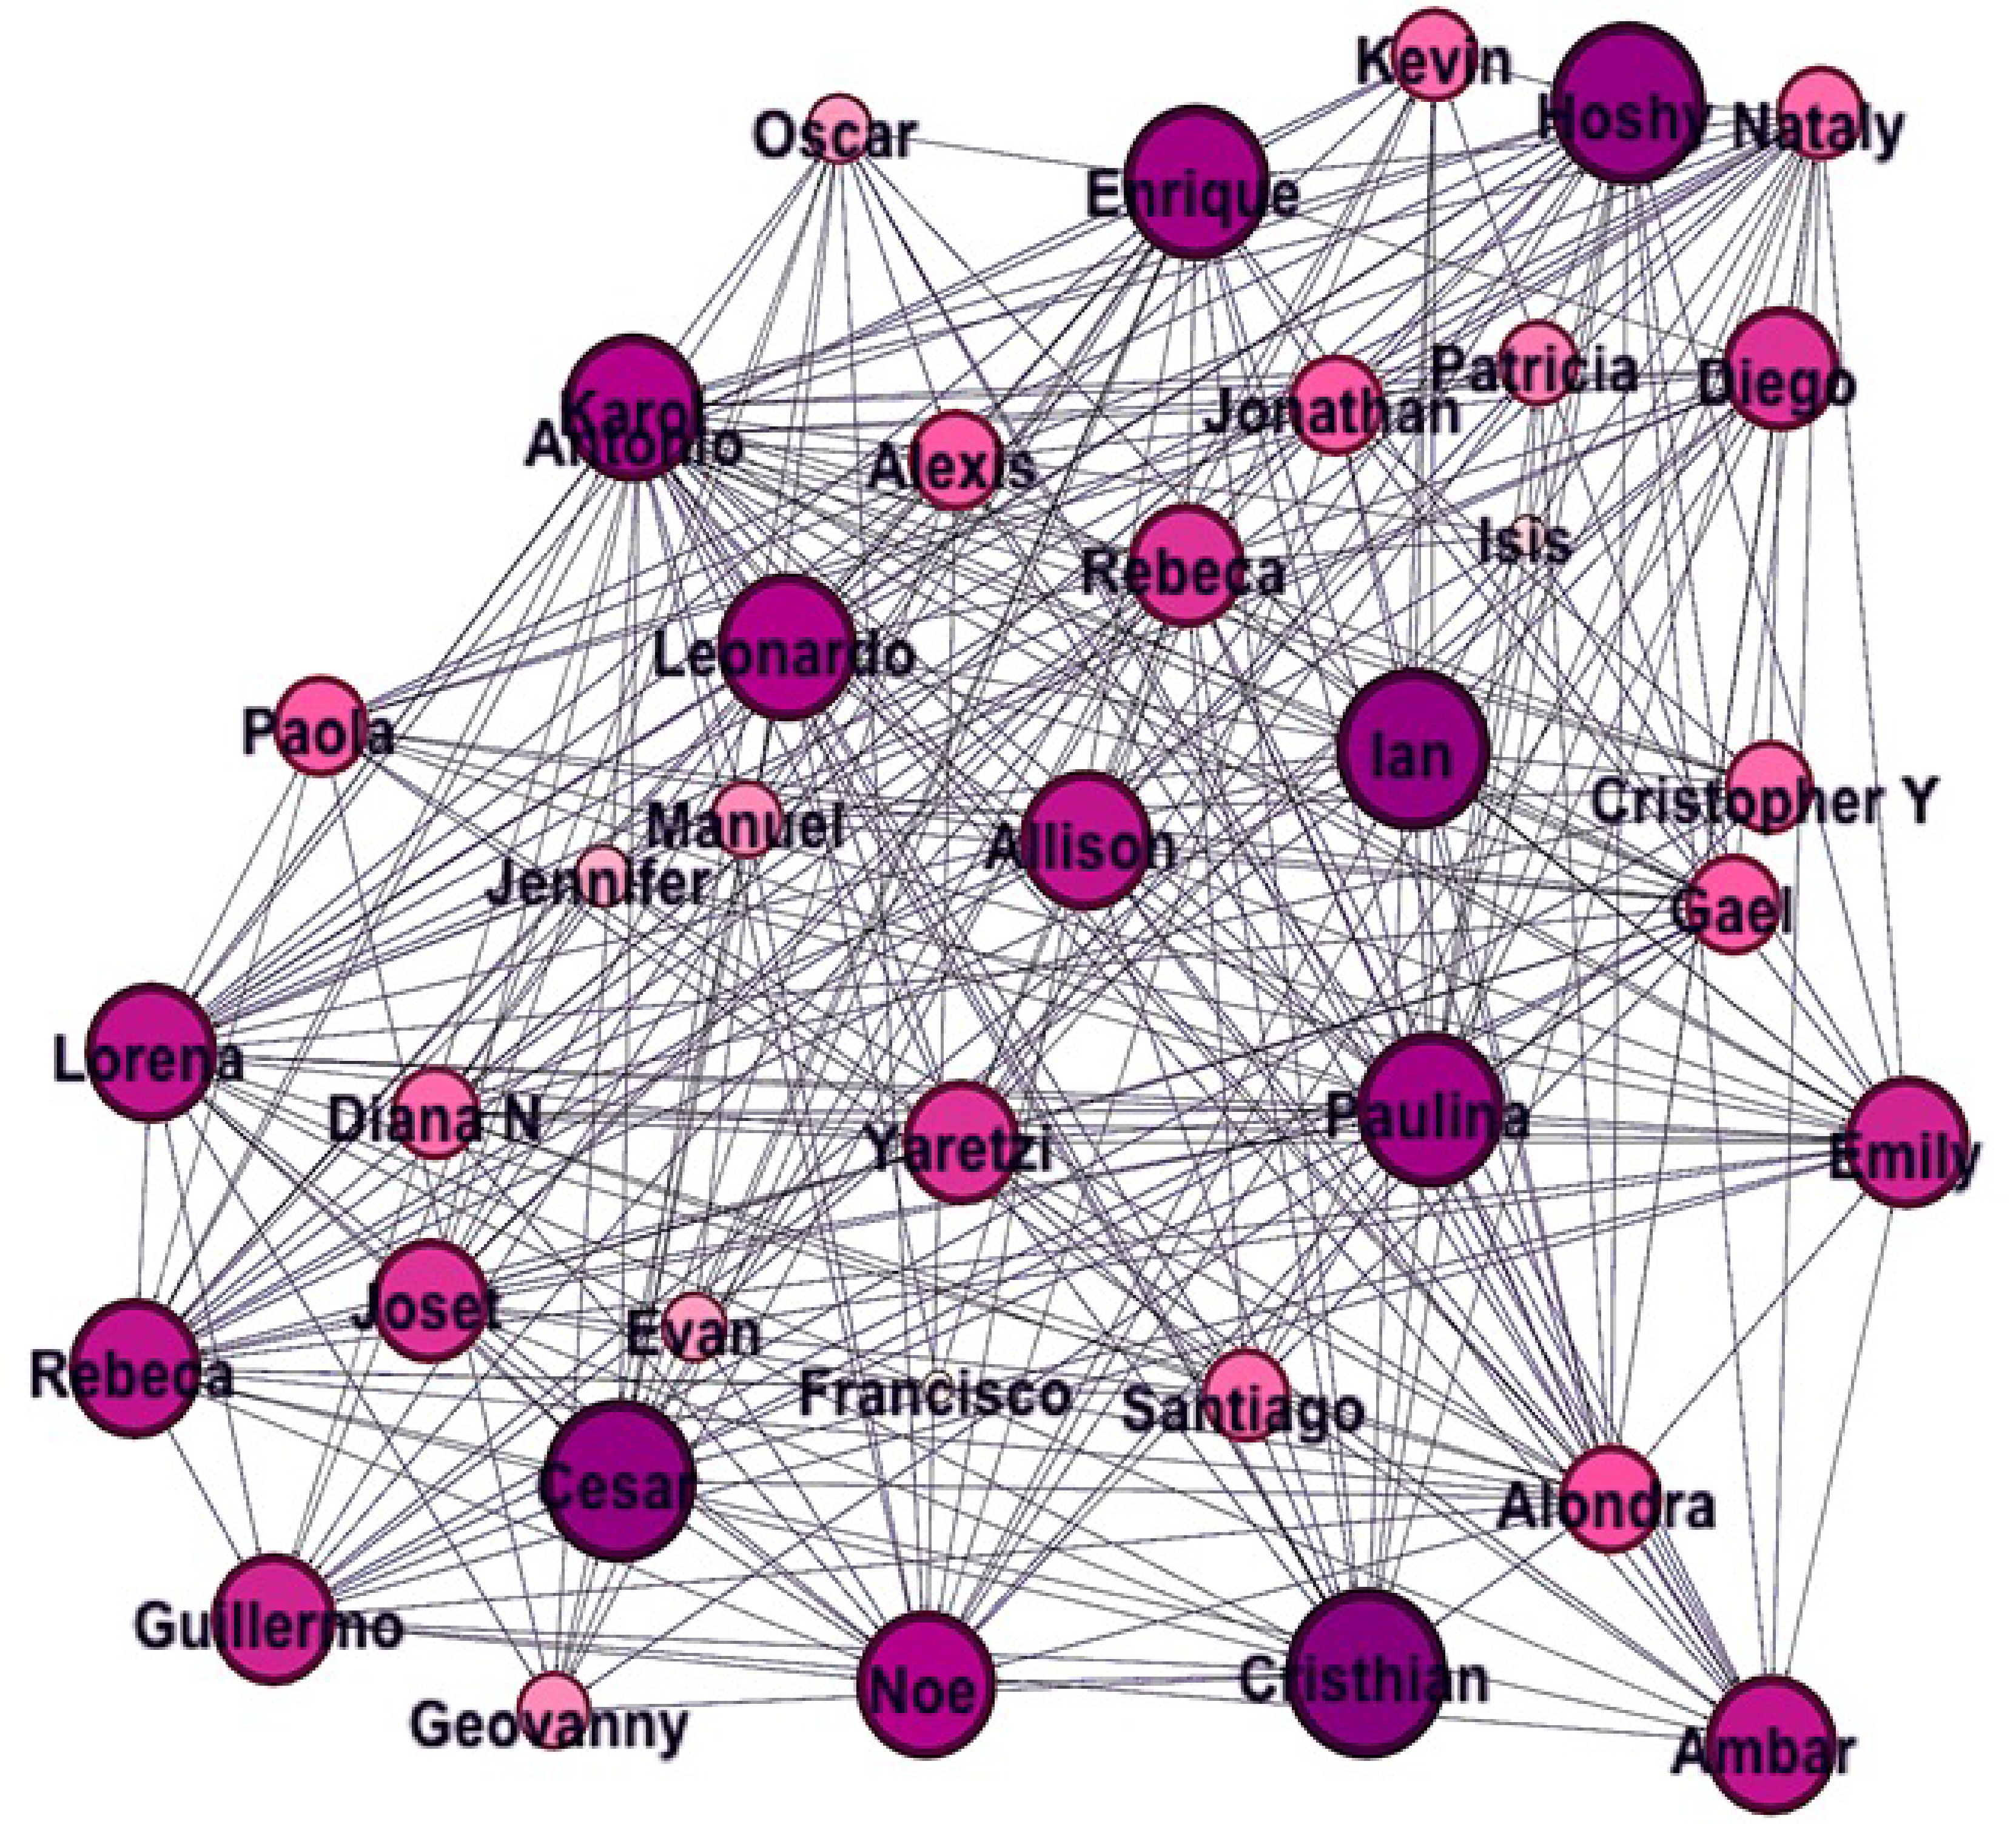 Kevin
Hoshy
Nataly
Oscar
Enrique
Patricia
Diego
Karol
Jonathan
Antonio
Alexis
Isis
Rebeca
Leonardo
Paola
Ian
Cristopher Y
Manuel
Allison
Jennifer
Gael
Lorena
Diana N
Paulina
Yaretzi
Emily
Joset
Evan
Rebeca
Francisco
Santiago
Cesar
Alondra
Guillermo
Cristhian
Noe
Geovanny
Ambar